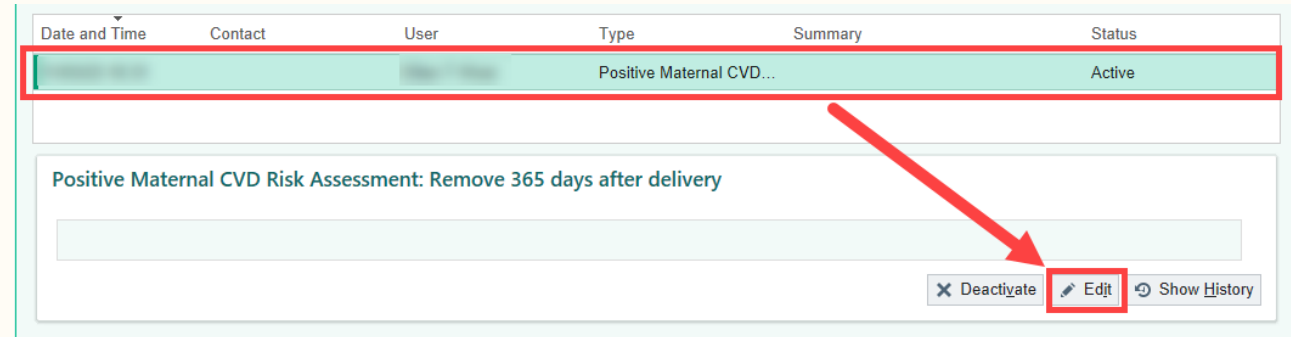 Date and Time Contact User Type Summary Status
Positive Maternal CVD... Active
Positive Maternal CVD Risk Assessment: Remove 365 days after delivery
Deactivate Edit Show History